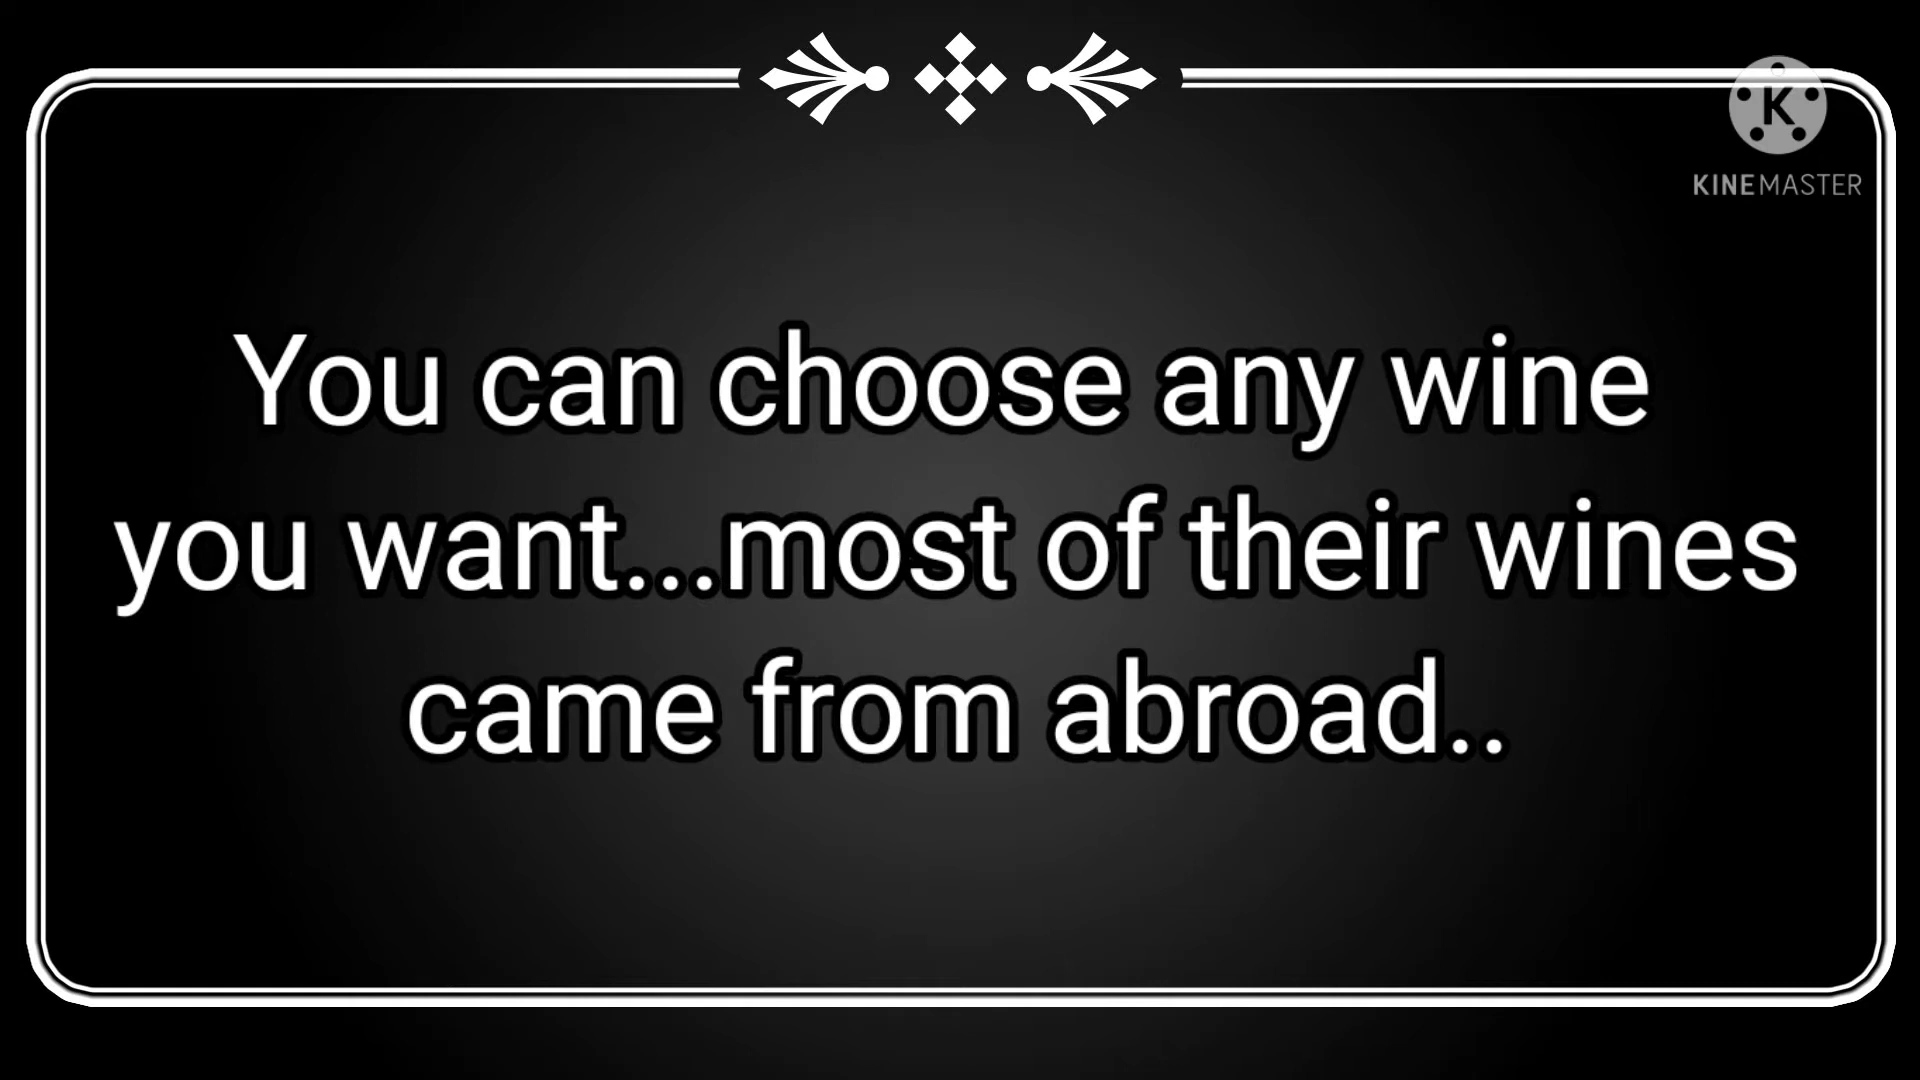 K
KINEMASTER
You can choose any wine
you want...most of their wines
came from abroad..